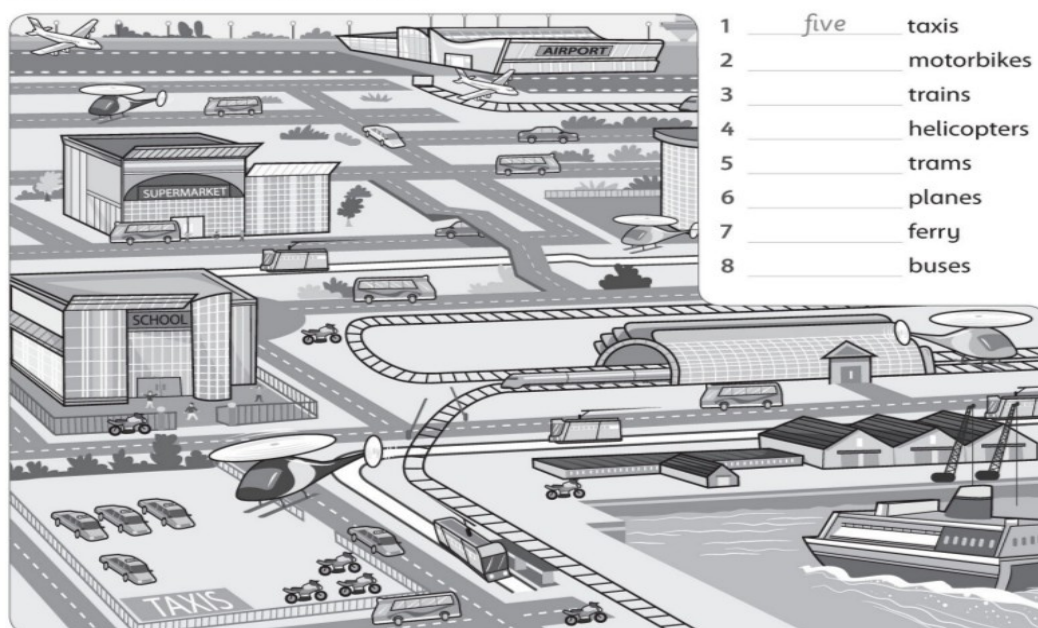 AIRPORT
SUPERMARKET
SCHOOL
TAXIS
1 five taxis
2 motorbikes
3 trains
4 helicopters
5 trams
6 planes
7 ferry
8 buses